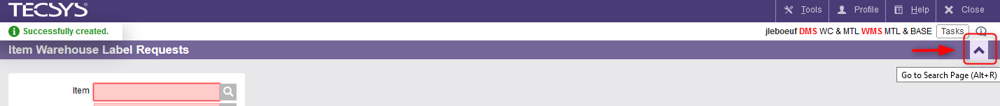 TECSYS®
Tools Profile Help Close
Successfully created.
jleboeuf DMS WC & MTL WMS MTL & BASE Tasks
Item Warehouse Label Requests
Go to Search Page (Alt+R)
Item